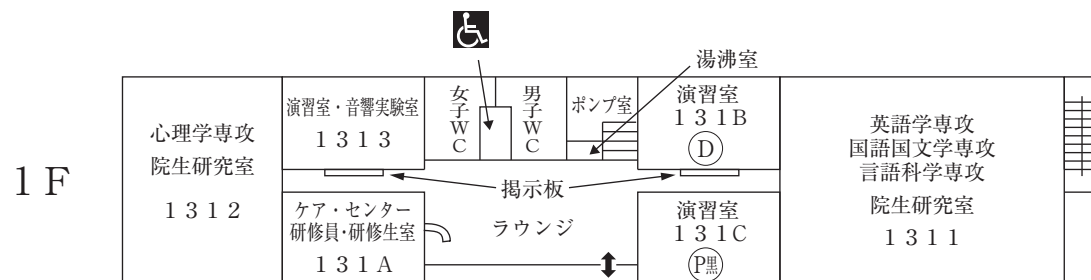 1F
心理学専攻
院生研究室
1312
演習室・音響実験室
1313
女子WC
男子WC
ポンプ室
湯沸室
演習室
131B
D
英語学専攻
国語国文学専攻
言語科学専攻
院生研究室
1311
掲示板
ラウンジ
ケア・センター
研修員・研修生室
131A
演習室
131C
P黒